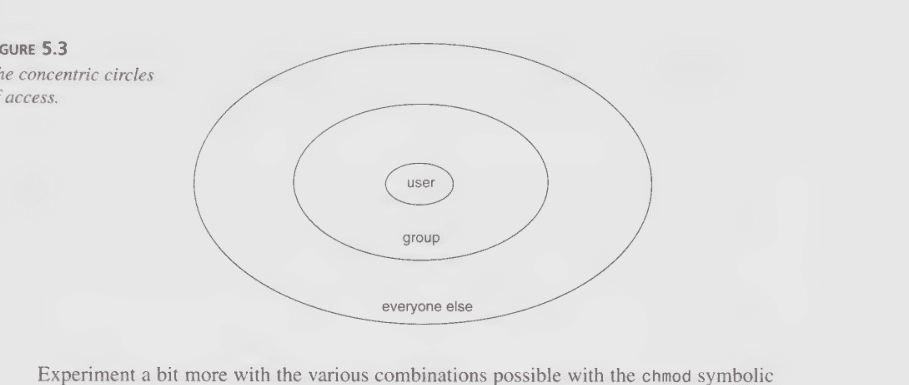 GURE 5.3
he concentric circles
access.
user
group
everyone else
Experiment a bit more with the various combinations possible with the chmod symbolic